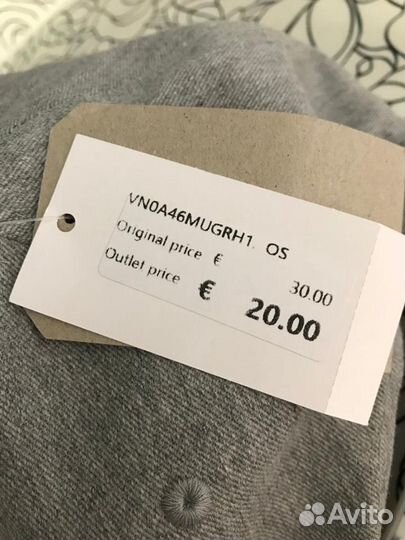 VN0A46MUGRH1, OS
Original price € 30.00
Outlet price € 20.00
Avito